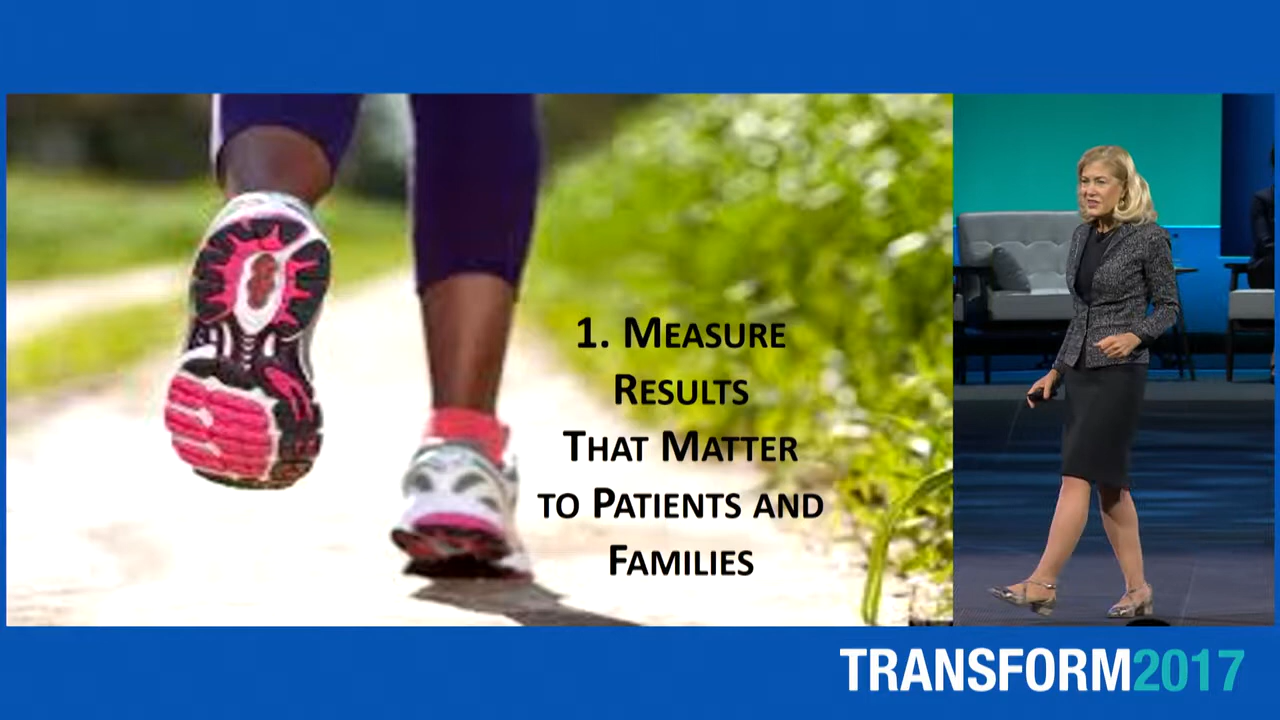 1. MEASURE
RESULTS
THAT MATTER
TO PATIENTS AND
FAMILIES
TRANSFORM2017